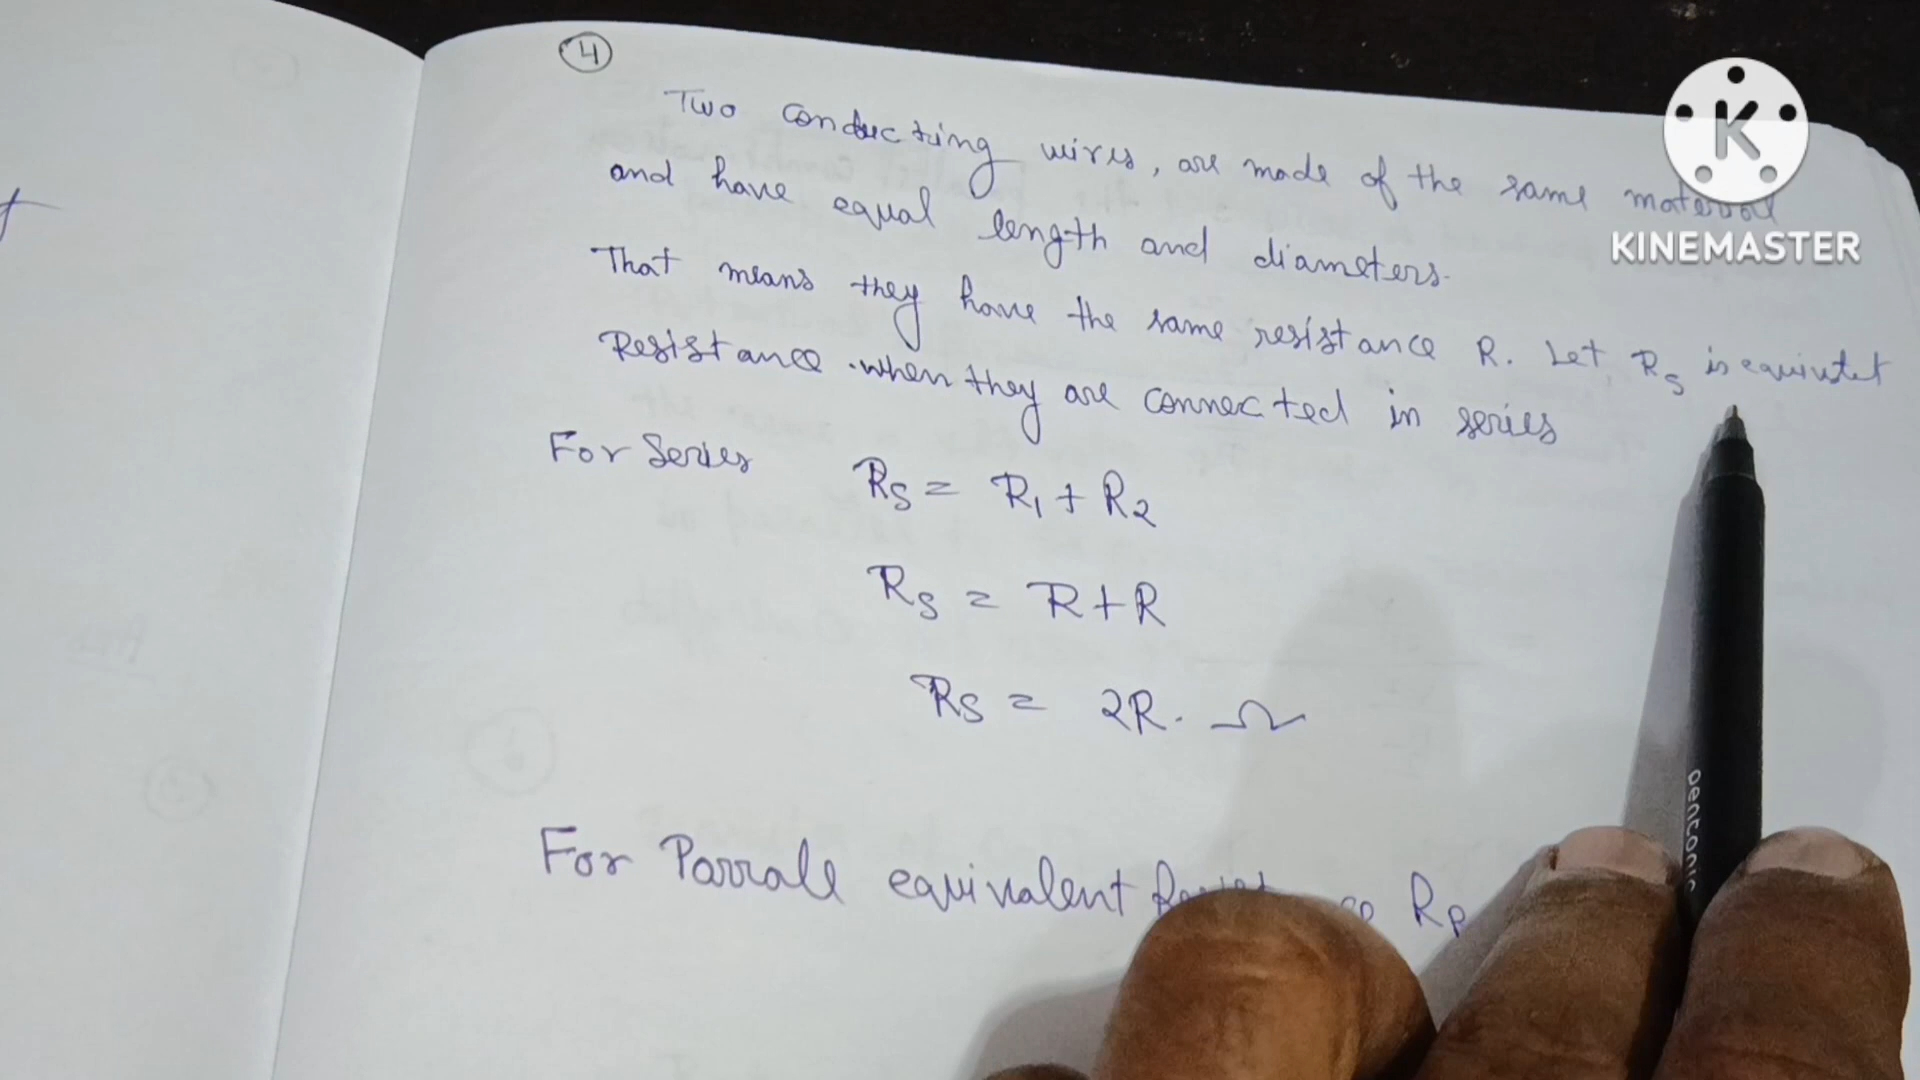 4
Two conducting wires, are made of the same material
and have equal length and diameters.
That means they have the same resistance R. Let Rs is
Resistance when they are connected in series
For Series Rs = R1 + R2
Rs = R+R
Rs = 2R. Ω
For Parrall equivalent Rp
K
KINEMASTER
pentonic